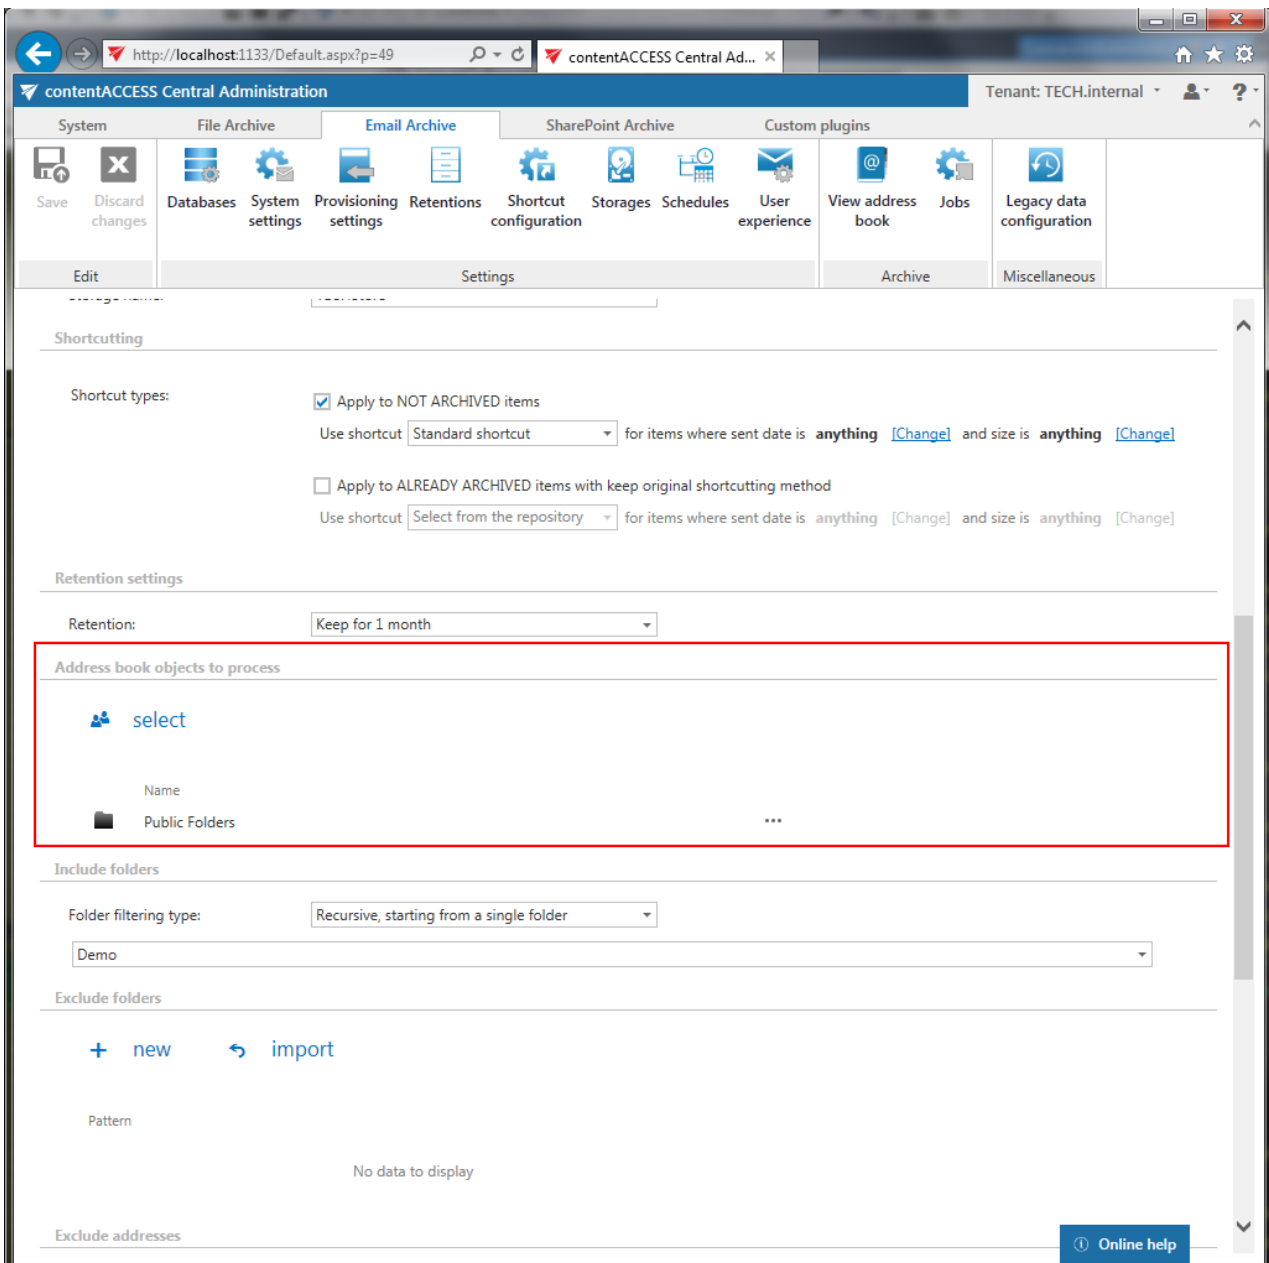 http://localhost:1133/Default.aspx?p=49
contentACCESS Central Ad...
contentACCESS Central Administration
Tenant: TECH.internal
?
System
File Archive
Email Archive
SharePoint Archive
Custom plugins
Save
Discard changes
Databases
System settings
Provisioning settings
Retentions
Shortcut configuration
Storages
Schedules
User experience
View address book
Jobs
Legacy data configuration
Edit
Settings
Archive
Miscellaneous
Shortcutting
Shortcut types:
Apply to NOT ARCHIVED items
Use shortcut Standard shortcut for items where sent date is anything [Change] and size is anything [Change]
Apply to ALREADY ARCHIVED items with keep original shortcutting method
Use shortcut Select from the repository for items where sent date is anything [Change] and size is anything [Change]
Retention settings
Retention: Keep for 1 month
Address book objects to process
select
Name
Public Folders ...
Include folders
Folder filtering type: Recursive, starting from a single folder
Demo
Exclude folders
+ new import
Pattern
No data to display
Exclude addresses
Online help